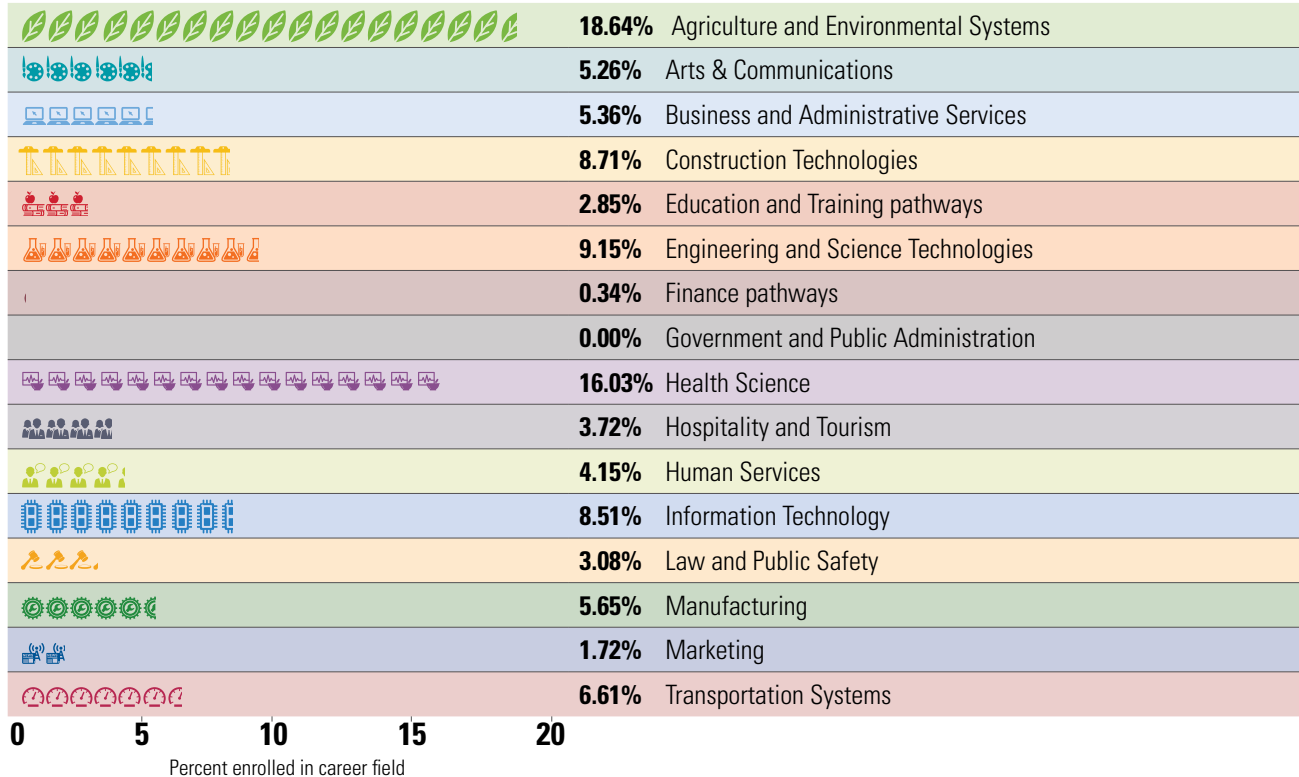 18.64% Agriculture and Environmental Systems
5.26% Arts & Communications
5.36% Business and Administrative Services
8.71% Construction Technologies
2.85% Education and Training pathways
9.15% Engineering and Science Technologies
0.34% Finance pathways
0.00% Government and Public Administration
16.03% Health Science
3.72% Hospitality and Tourism
4.15% Human Services
8.51% Information Technology
3.08% Law and Public Safety
5.65% Manufacturing
1.72% Marketing
6.61% Transportation Systems
0 5 10 15 20
Percent enrolled in career field